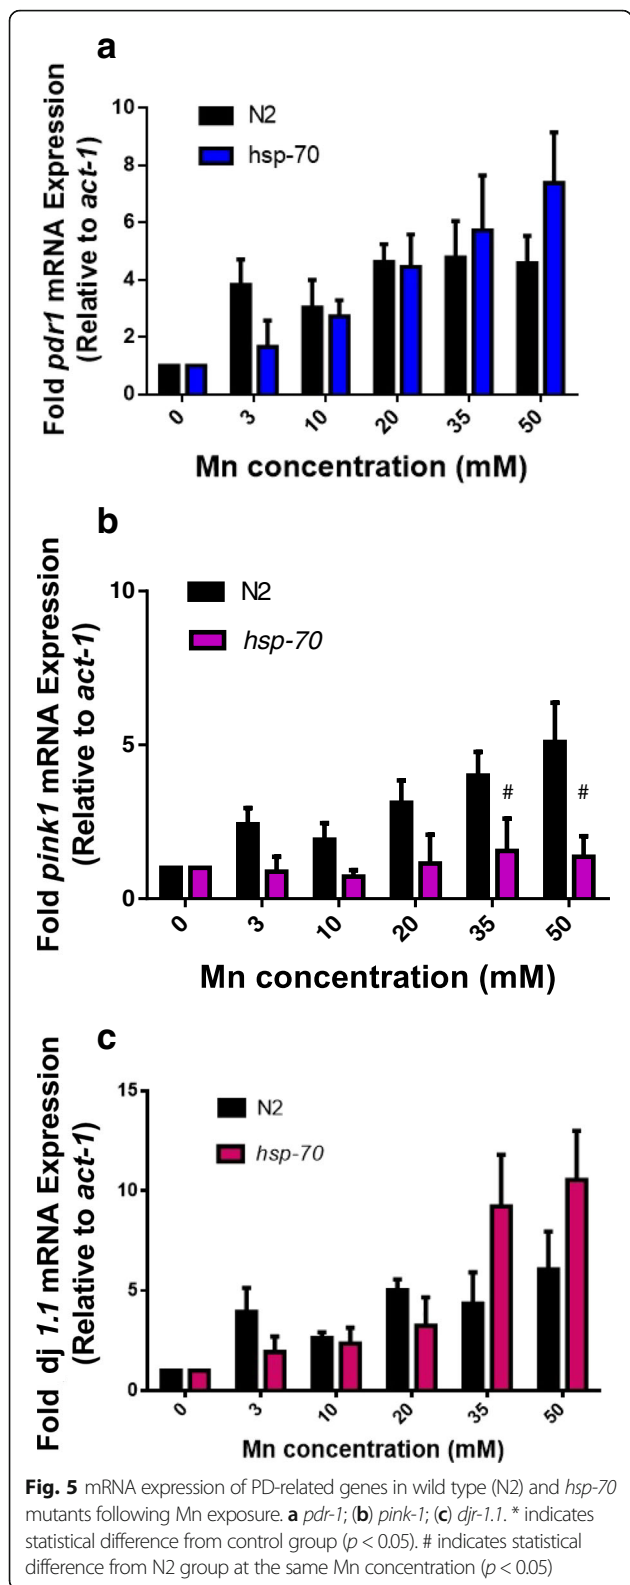 a
Fold pdr1 mRNA Expression
(Relative to act-1)
10
8
6
4
2
0
N2
hsp-70
0 3 10 20 35 50
Mn concentration (mM)
b
Fold pink1 mRNA Expression
(Relative to act-1)
10
5
0
N2
hsp-70
# #
0 3 10 20 35 50
Mn concentration (mM)
c
Fold dj 1.1 mRNA Expression
(Relative to act-1)
15
10
5
0
N2
hsp-70
0 3 10 20 35 50
Mn concentration (mM)
Fig. 5 mRNA expression of PD-related genes in wild type (N2) and hsp-70
mutants following Mn exposure. a pdr-1; (b) pink-1; (c) djr-1.1. * indicates
statistical difference from control group (p < 0.05). # indicates statistical
difference from N2 group at the same Mn concentration (p < 0.05)